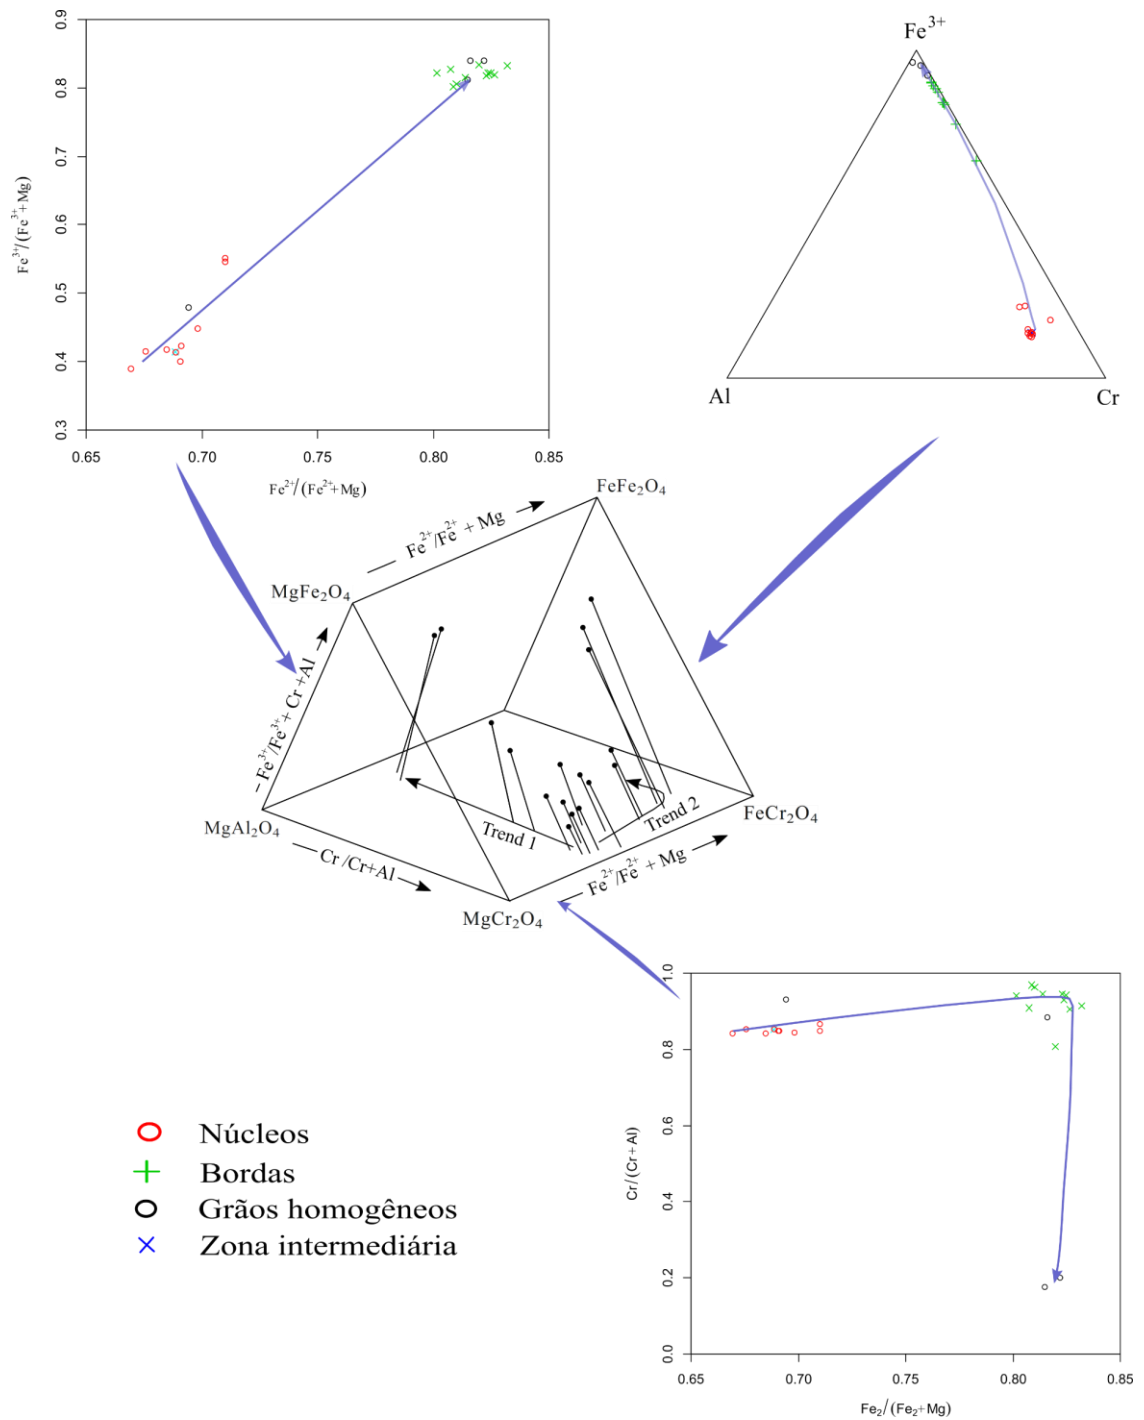 0.9
0.8
0.7
0.6
0.5
0.4
0.3
Fe³⁺/(Fe³⁺+Mg)
0.65
0.70
0.75
0.80
0.85
Fe²⁺/(Fe²⁺+Mg)
Fe³⁺
Al
Cr
FeFe₂O₄
Fe²⁺/Fe²⁺ + Mg
MgFe₂O₄
Fe³⁺/Fe³⁺+ Cr +Al
MgAl₂O₄
Cr /Cr+Al
Trend 1
Trend 2
FeCr₂O₄
Fe²⁺/Fe²⁺ + Mg
MgCr₂O₄
1.0
0.8
0.6
0.4
0.2
0.0
Cr/(Cr+Al)
0.65
0.70
0.75
0.80
0.85
Fe₂/(Fe₂+Mg)
Núcleos
Bordas
Grãos homogêneos
Zona intermediária